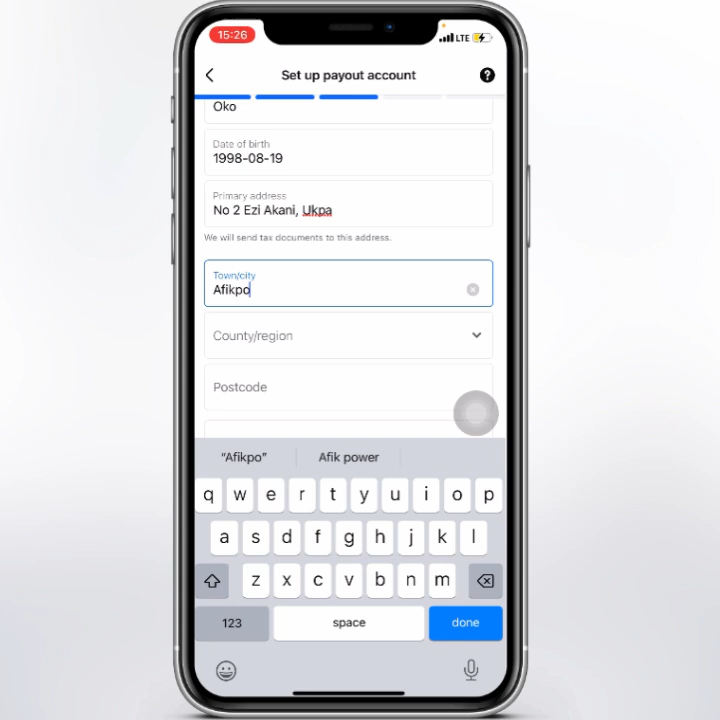 15:26
LTE
Set up payout account
?
Oko
Date of birth
1998-08-19
Primary address
No 2 Ezi Akani, Ukpa
We will send tax documents to this address.
Town/city
Afikpo
County/region
Postcode
"Afikpo"
Afik power
q w e r t y u i o p
a s d f g h j k l
z x c v b n m
123 space done